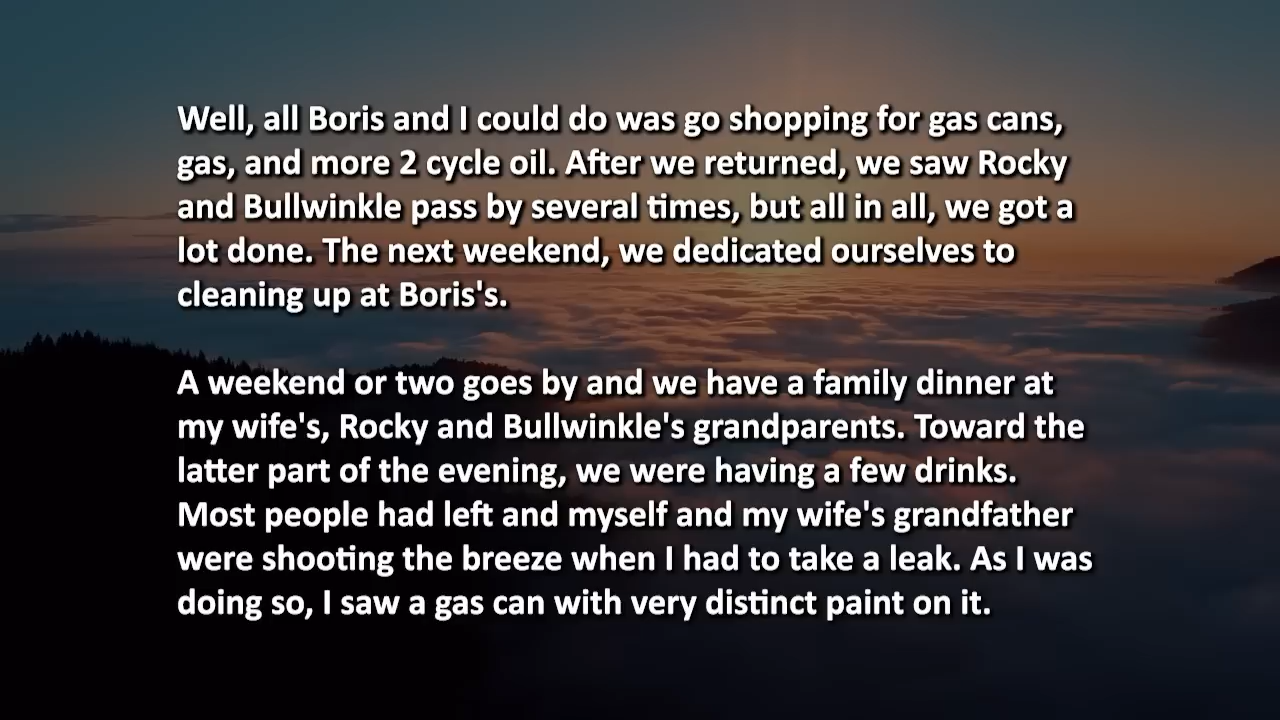 Well, all Boris and I could do was go shopping for gas cans,
gas, and more 2 cycle oil. After we returned, we saw Rocky
and Bullwinkle pass by several times, but all in all, we got a
lot done. The next weekend, we dedicated ourselves to
cleaning up at Boris's.
A weekend or two goes by and we have a family dinner at
my wife's, Rocky and Bullwinkle's grandparents. Toward the
latter part of the evening, we were having a few drinks.
Most people had left and myself and my wife's grandfather
were shooting the breeze when I had to take a leak. As I was
doing so, I saw a gas can with very distinct paint on it.